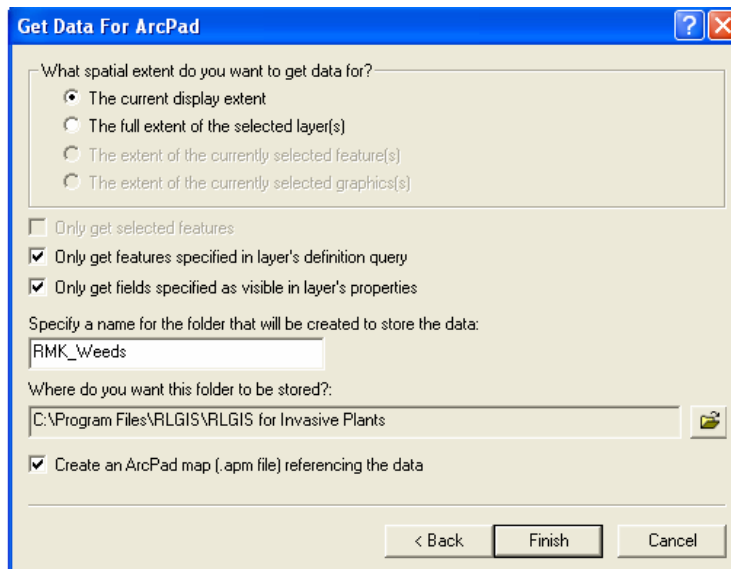 Get Data For ArcPad
What spatial extent do you want to get data for?
The current display extent
The full extent of the selected layer(s)
The extent of the currently selected feature(s)
The extent of the currently selected graphics(s)
Only get selected features
Only get features specified in layer's definition query
Only get fields specified as visible in layer's properties
Specify a name for the folder that will be created to store the data:
RMK_Weeds
Where do you want this folder to be stored?:
C:\Program Files\RLGIS\RLGIS for Invasive Plants
Create an ArcPad map (.apm file) referencing the data
< Back Finish Cancel